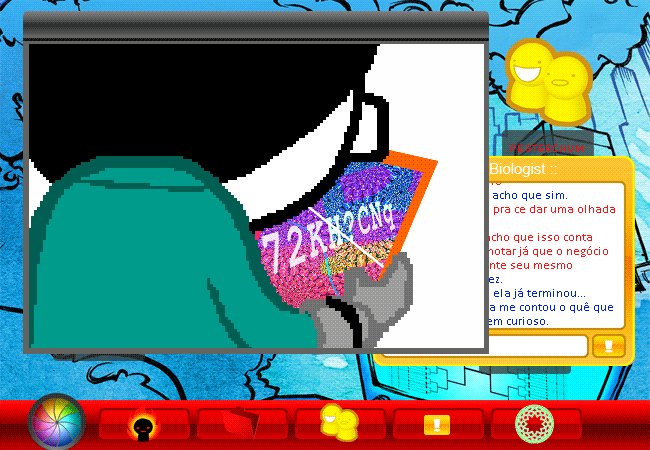 Biologist ::
acho que sim.
pra ce dar uma olhada
acho que isso conta
notar já que o negócio
nte seu mesmo
ez.
ela já terminou...
a me contou o quê que
em curioso.